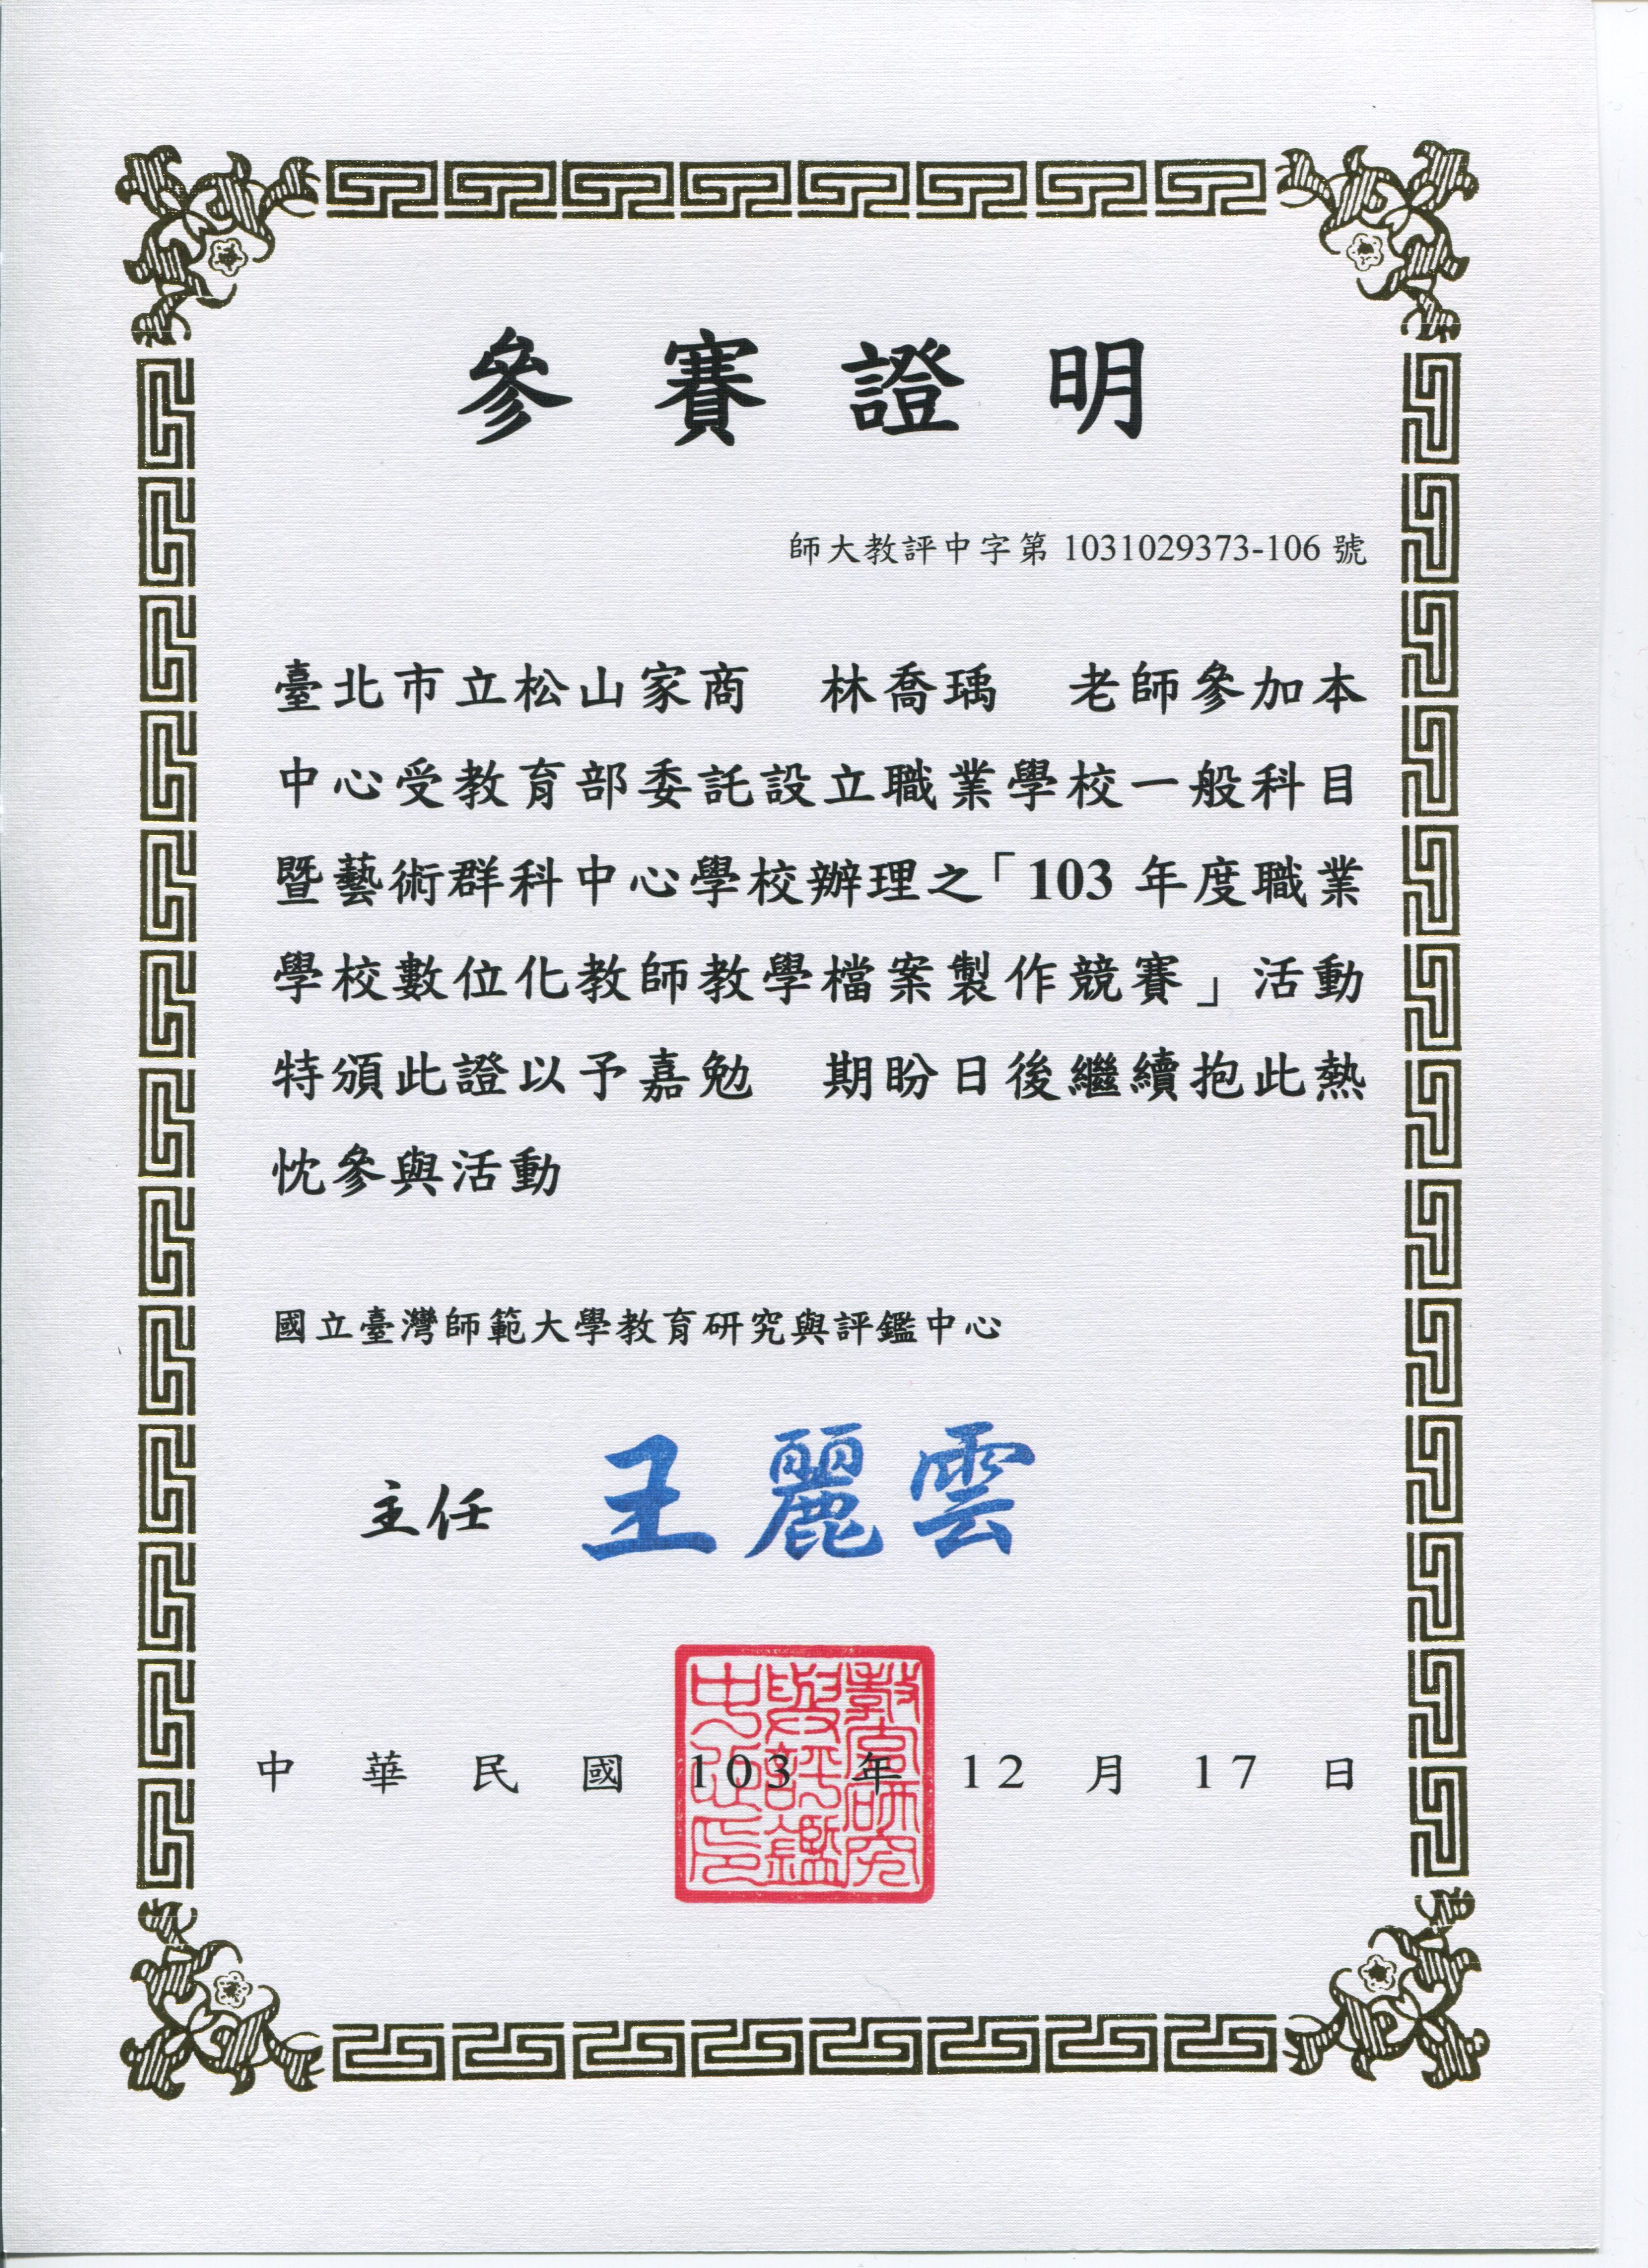 參賽證明
師大教評中字第 1031029373-106 號
臺北市立松山家商 林喬瑀 老師參加本
中心受教育部委託設立職業學校一般科目
暨藝術群科中心學校辦理之「103 年度職業
學校數位化教師教學檔案製作競賽」活動
特頒此證以予嘉勉 期盼日後繼續抱此熱
忱參與活動
國立臺灣師範大學教育研究與評鑑中心
主任 王麗雲
教育研究
與評鑑
中心印
中華民國 103 年 12 月 17 日